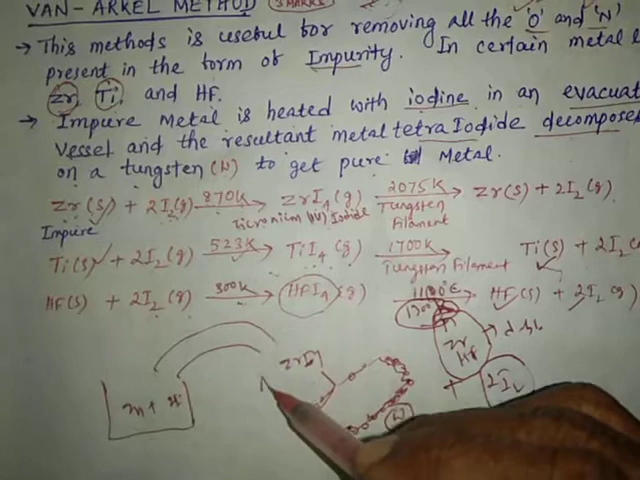 VAN-ARKEL METHOD 3 MARKS
→ This methods is useful for removing all the 'O' and 'N'
present in the form of Impurity. In certain metal l
Zr, Ti, and HF.
→ Impure Metal is heated with iodine in an evacuat
vessel and the resultant metal tetra Iodide decompose
on a tungsten (W) to get pure Metal.
Zr(s) + 2I2(g) 870K → ZrI4(g) 2075K → Zr(s) + 2I2(g)
Impure (IV) Iodide Tungsten Filament
Ti(s) + 2I2(g) 523K → TiI4(g) 1700K → Ti(s) + 2I2(
Tungsten Filament
HF(s) + 2I2(g) 300K → HFI4(g) → HF(s) + 2I2(g)
Zr
HF
ZrI4
2I2
m +
W